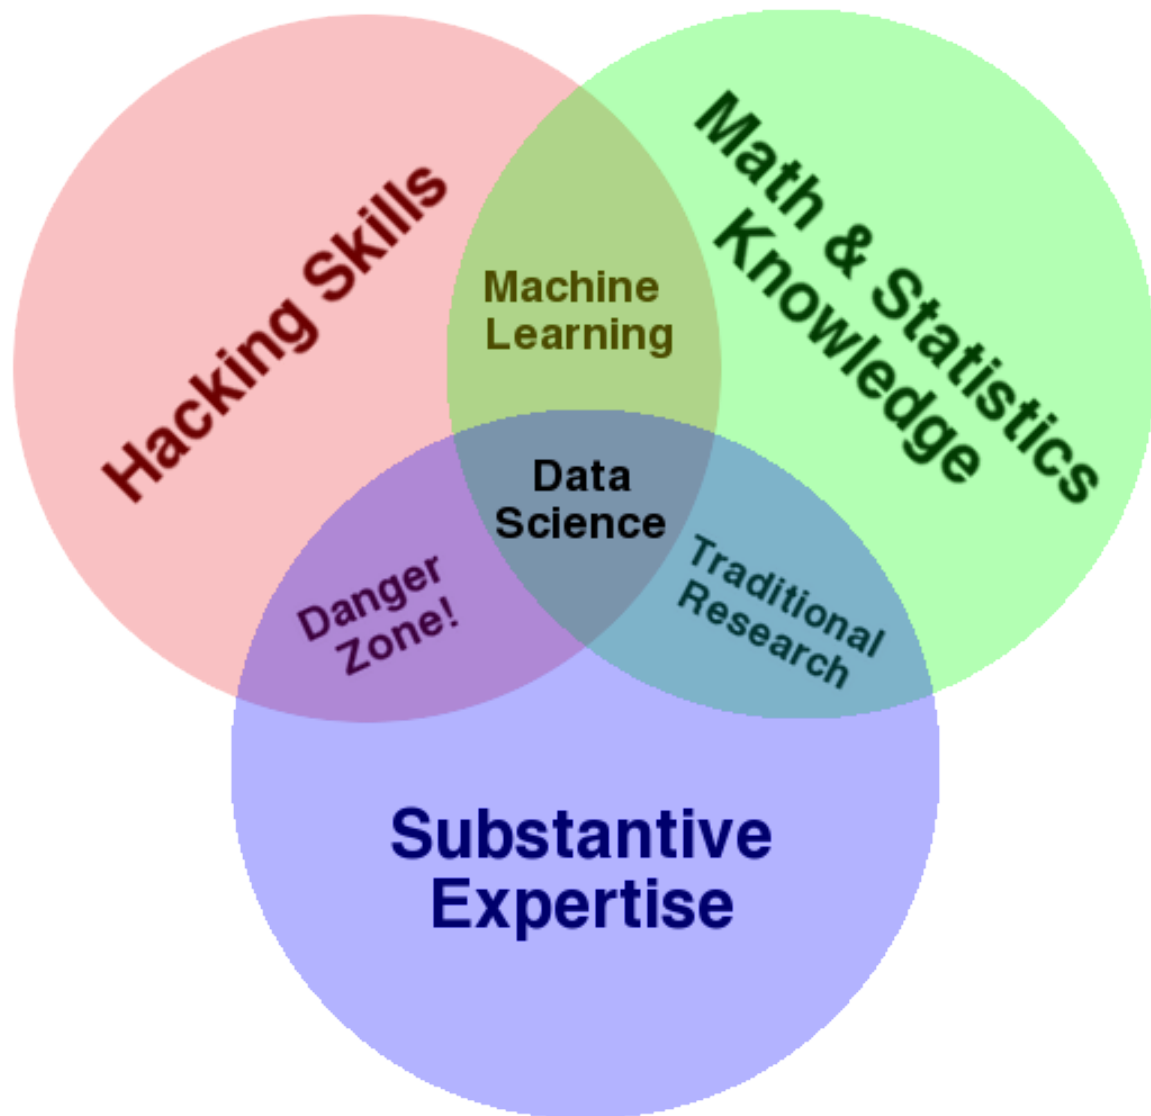 Hacking Skills
Math & Statistics
Knowledge
Machine
Learning
Data
Science
Danger
Zone!
Traditional
Research
Substantive
Expertise